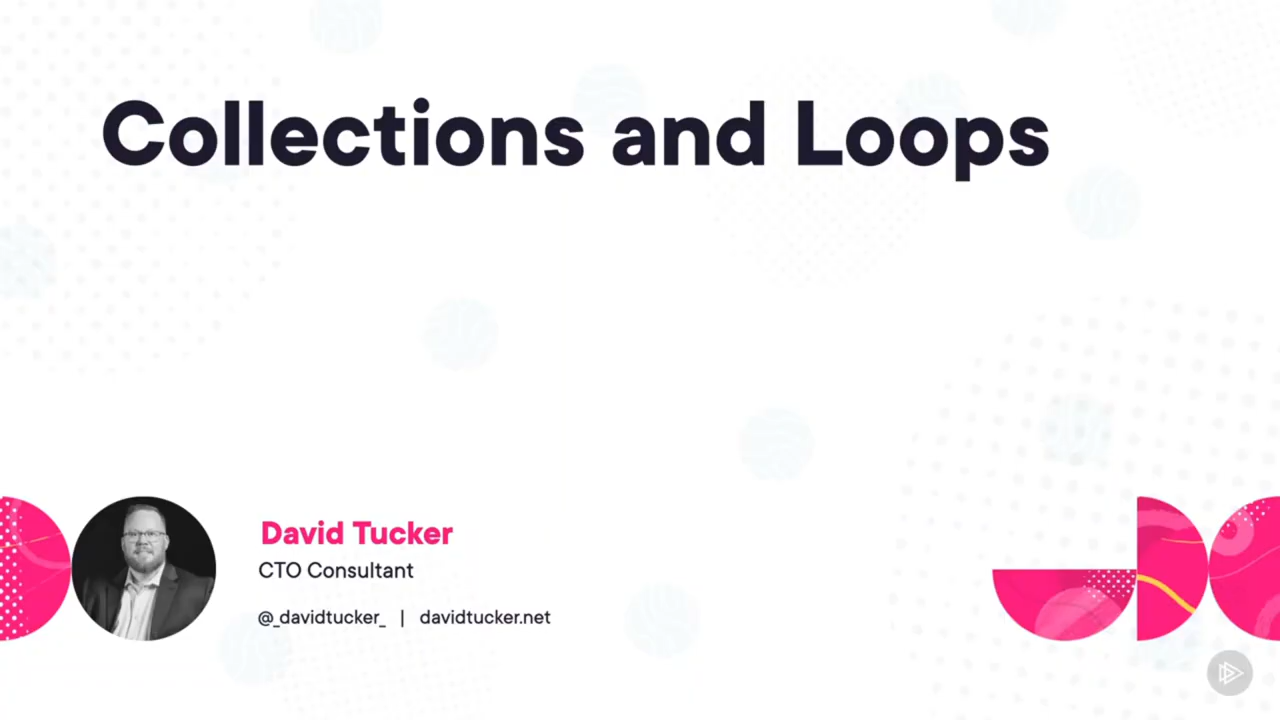 Collections and Loops
David Tucker
CTO Consultant
@_davidtucker_ | davidtucker.net